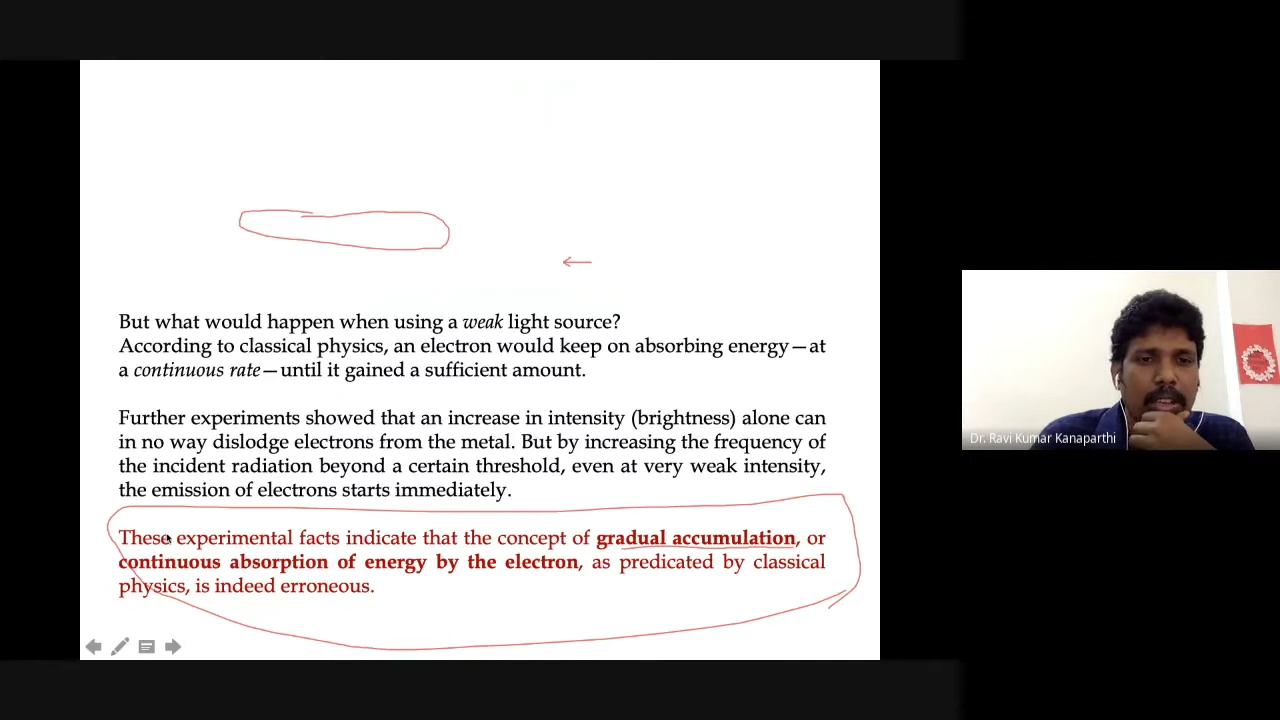 But what would happen when using a weak light source?
According to classical physics, an electron would keep on absorbing energy—at
a continuous rate—until it gained a sufficient amount.
Further experiments showed that an increase in intensity (brightness) alone can
in no way dislodge electrons from the metal. But by increasing the frequency of
the incident radiation beyond a certain threshold, even at very weak intensity,
the emission of electrons starts immediately.
These experimental facts indicate that the concept of gradual accumulation, or
continuous absorption of energy by the electron, as predicated by classical
physics, is indeed erroneous.
Dr. Ravi Kumar Kanaparthi